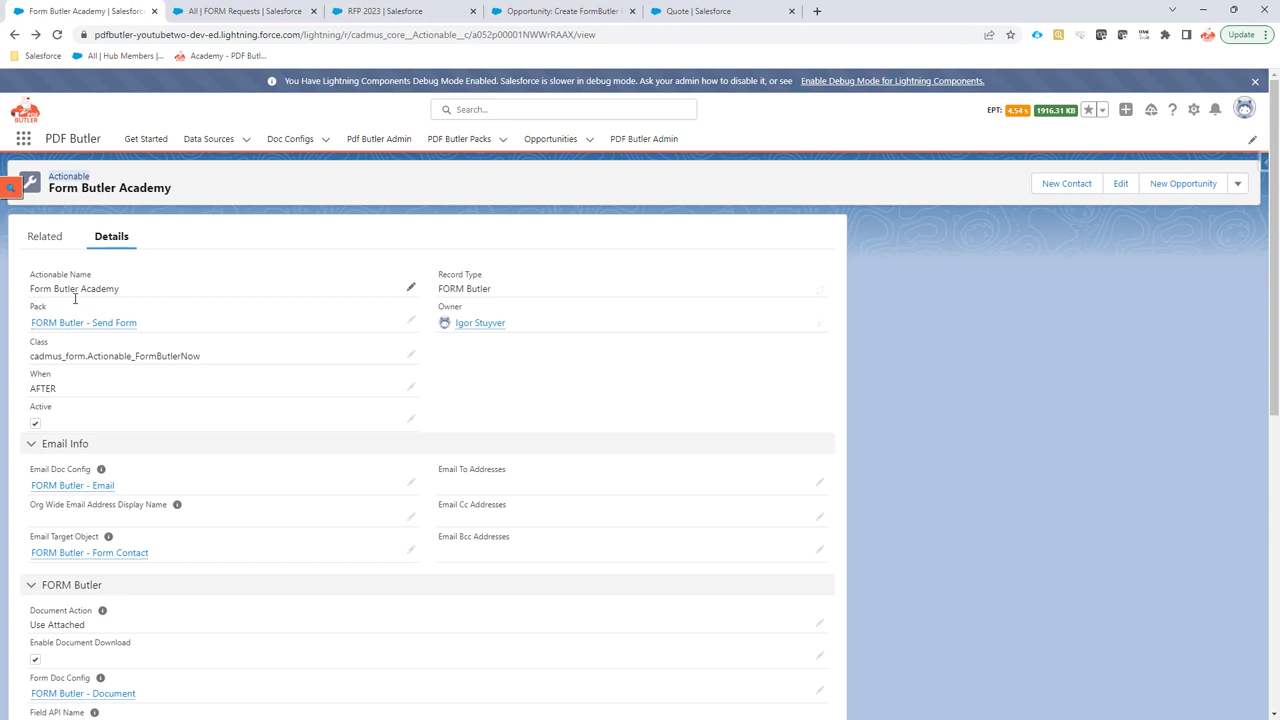 Form Butler Academy | Salesforc
All | FORM Requests | Salesforce
RFP 2023 | Salesforce
Opportunity: Create FormButler
Quote | Salesforce
pdfbutler-youtubetwo-dev-ed.lightning.force.com/lightning/r/cadmus_core__Actionable__c/a052p00001NWWrRAAX/view
Update
Salesforce
All | Hub Members |...
Academy - PDF Butl...
You Have Lightning Components Debug Mode Enabled. Salesforce is slower in debug mode. Ask your admin how to disable it, or see Enable Debug Mode for Lightning Components.
PDF BUTLER
Search...
EPT: 4.54 s 1916.31 KB
PDF Butler
Get Started
Data Sources
Doc Configs
Pdf Butler Admin
PDF Butler Packs
Opportunities
PDF Butler Admin
Actionable
Form Butler Academy
New Contact
Edit
New Opportunity
Related
Details
Actionable Name
Form Butler Academy
Record Type
FORM Butler
Pack
FORM Butler - Send Form
Owner
Igor Stuyver
Class
cadmus_form.Actionable_FormButlerNow
When
AFTER
Active
Email Info
Email Doc Config
FORM Butler - Email
Email To Addresses
Org Wide Email Address Display Name
Email Cc Addresses
Email Target Object
FORM Butler - Form Contact
Email Bcc Addresses
FORM Butler
Document Action
Use Attached
Enable Document Download
Form Doc Config
FORM Butler - Document
Field API Name